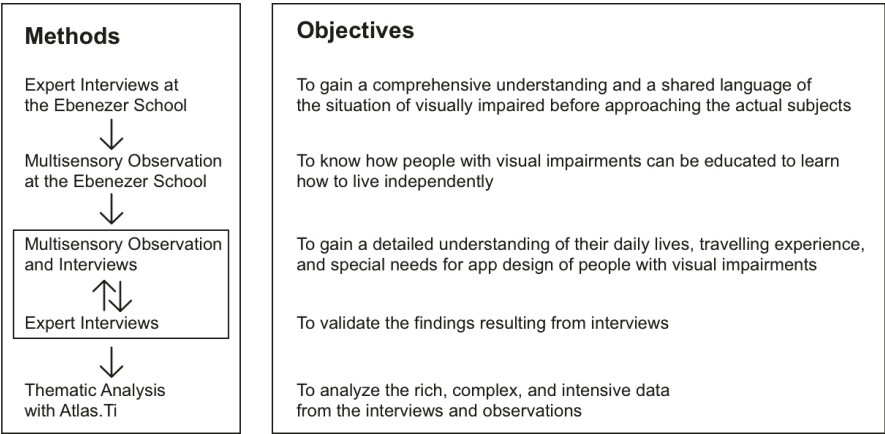 Methods
Expert Interviews at
the Ebenezer School
Multisensory Observation
at the Ebenezer School
Multisensory Observation
and Interviews
Expert Interviews
Thematic Analysis
with Atlas.Ti
Objectives
To gain a comprehensive understanding and a shared language of
the situation of visually impaired before approaching the actual subjects
To know how people with visual impairments can be educated to learn
how to live independently
To gain a detailed understanding of their daily lives, travelling experience,
and special needs for app design of people with visual impairments
To validate the findings resulting from interviews
To analyze the rich, complex, and intensive data
from the interviews and observations